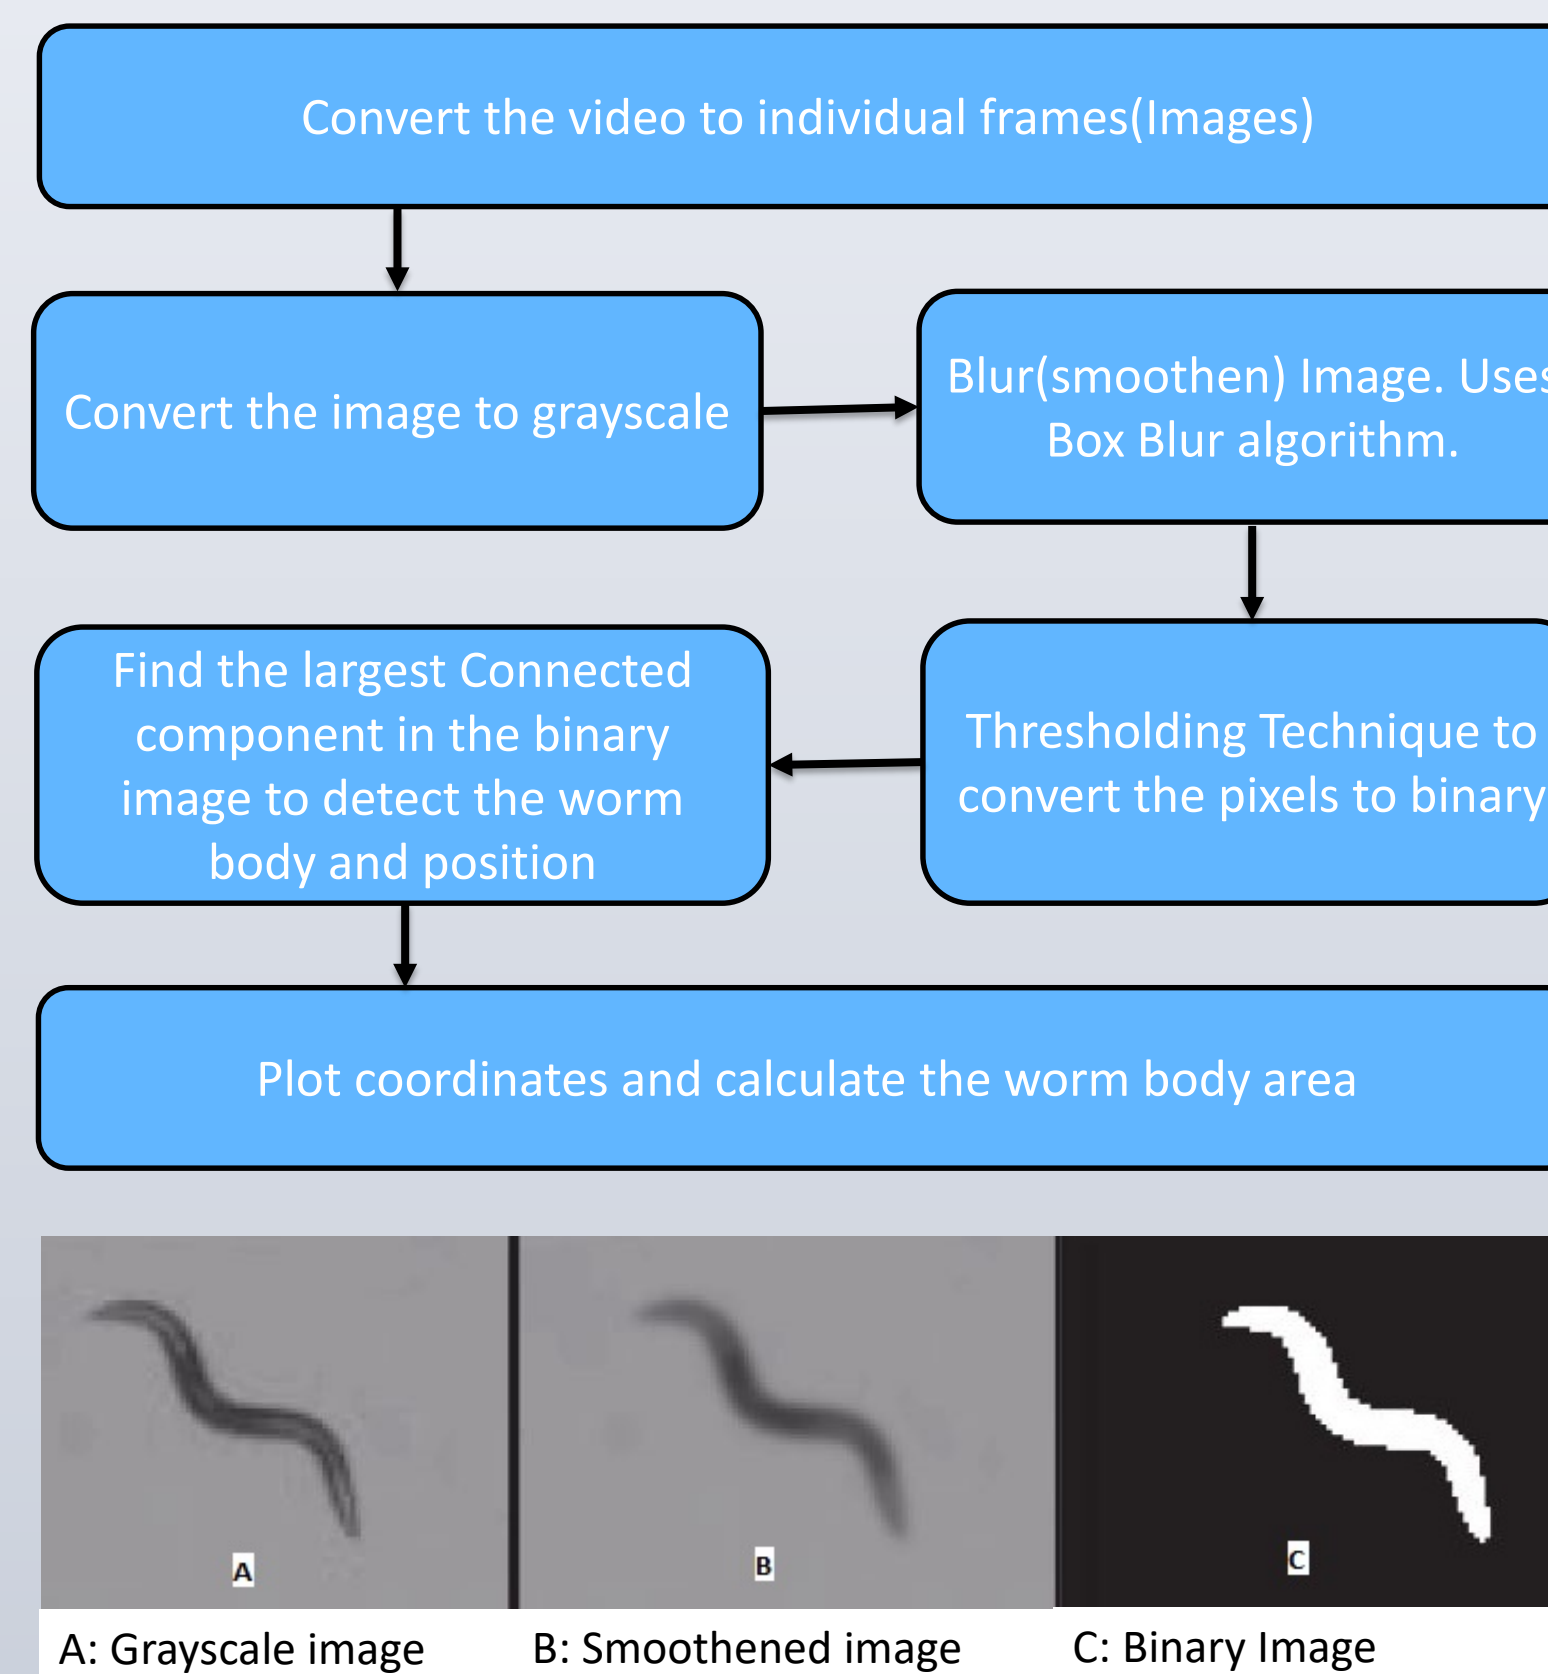 Convert the video to individual frames(Images)
Convert the image to grayscale
Blur(smoothen) Image. Uses
Box Blur algorithm.
Find the largest Connected
component in the binary
image to detect the worm
body and position
Thresholding Technique to
convert the pixels to binary
Plot coordinates and calculate the worm body area
A
B
C
A: Grayscale image
B: Smoothened image
C: Binary Image